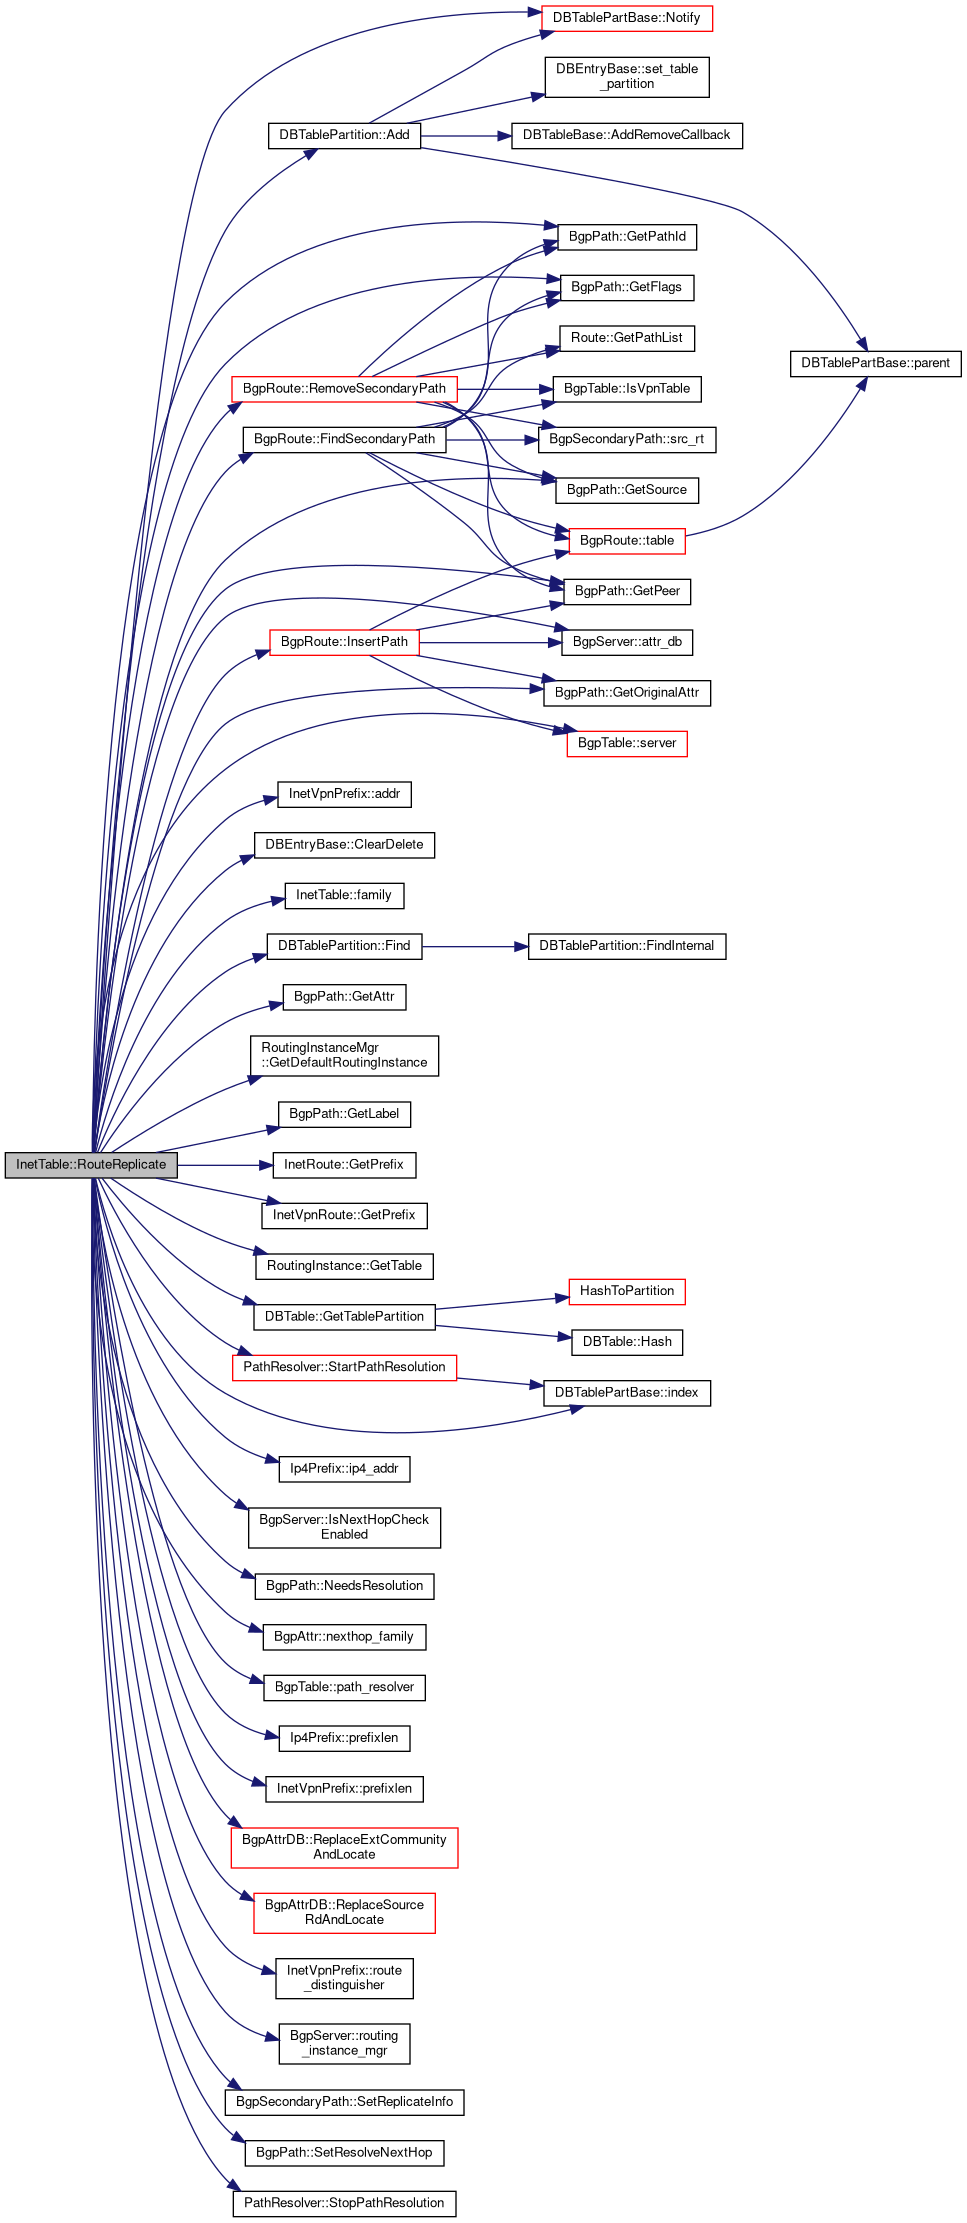 DBTablePartBase::Notify
DBEntryBase::set_table
_partition
DBTablePartition::Add
DBTableBase::AddRemoveCallback
BgpPath::GetPathId
BgpPath::GetFlags
Route::GetPathList
DBTablePartBase::parent
BgpRoute::RemoveSecondaryPath
BgpTable::IsVpnTable
BgpRoute::FindSecondaryPath
BgpSecondaryPath::src_rt
BgpPath::GetSource
BgpRoute::table
BgpPath::GetPeer
BgpRoute::InsertPath
BgpServer::attr_db
BgpPath::GetOriginalAttr
BgpTable::server
InetVpnPrefix::addr
DBEntryBase::ClearDelete
InetTable::family
DBTablePartition::Find
DBTablePartition::FindInternal
BgpPath::GetAttr
RoutingInstanceMgr
::GetDefaultRoutingInstance
BgpPath::GetLabel
InetTable::RouteReplicate
InetRoute::GetPrefix
InetVpnRoute::GetPrefix
RoutingInstance::GetTable
HashToPartition
DBTable::GetTablePartition
DBTable::Hash
PathResolver::StartPathResolution
DBTablePartBase::index
Ip4Prefix::ip4_addr
BgpServer::IsNextHopCheck
Enabled
BgpPath::NeedsResolution
BgpAttr::nexthop_family
BgpTable::path_resolver
Ip4Prefix::prefixlen
InetVpnPrefix::prefixlen
BgpAttrDB::ReplaceExtCommunity
AndLocate
BgpAttrDB::ReplaceSource
RdAndLocate
InetVpnPrefix::route
_distinguisher
BgpServer::routing
_instance_mgr
BgpSecondaryPath::SetReplicateInfo
BgpPath::SetResolveNextHop
PathResolver::StopPathResolution